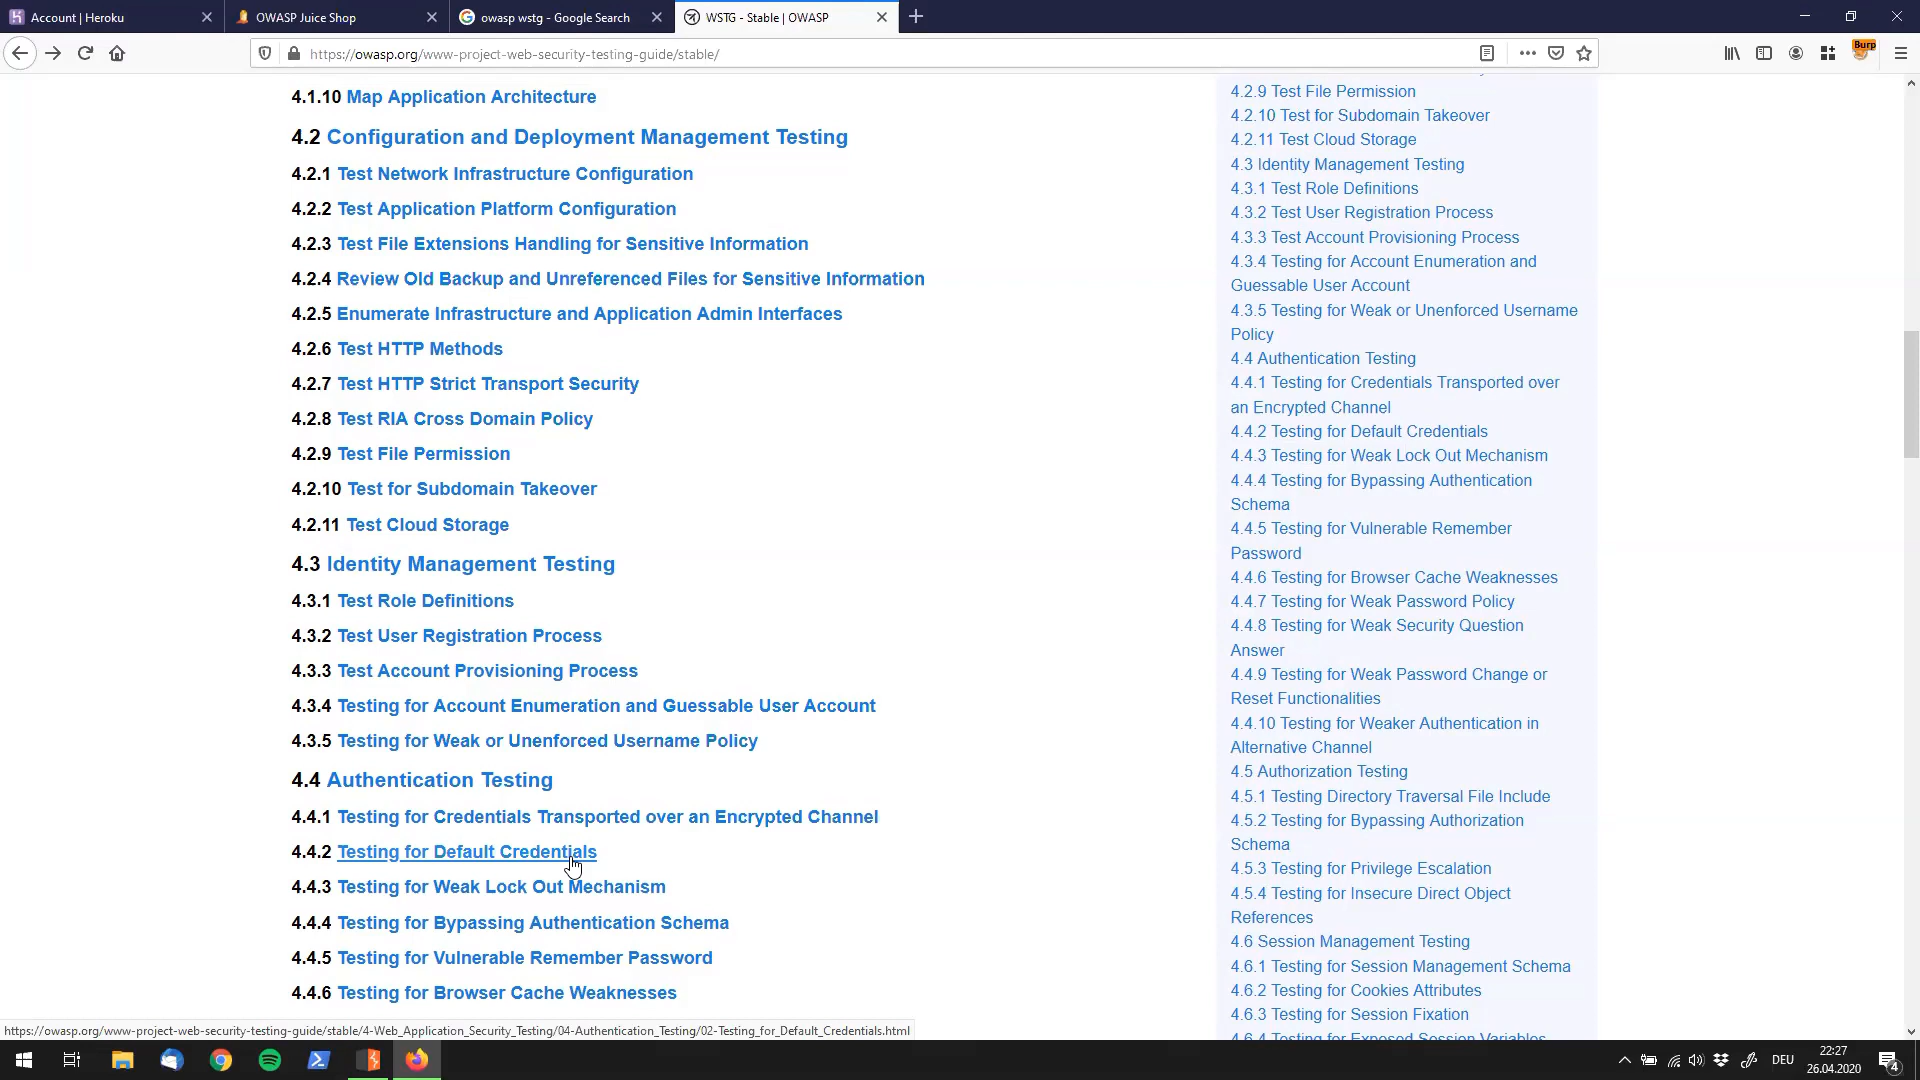 Account | Heroku
OWASP Juice Shop
owasp wstg - Google Search
WSTG - Stable | OWASP
https://owasp.org/www-project-web-security-testing-guide/stable/
Burp
4.1.10 Map Application Architecture
4.2 Configuration and Deployment Management Testing
4.2.1 Test Network Infrastructure Configuration
4.2.2 Test Application Platform Configuration
4.2.3 Test File Extensions Handling for Sensitive Information
4.2.4 Review Old Backup and Unreferenced Files for Sensitive Information
4.2.5 Enumerate Infrastructure and Application Admin Interfaces
4.2.6 Test HTTP Methods
4.2.7 Test HTTP Strict Transport Security
4.2.8 Test RIA Cross Domain Policy
4.2.9 Test File Permission
4.2.10 Test for Subdomain Takeover
4.2.11 Test Cloud Storage
4.3 Identity Management Testing
4.3.1 Test Role Definitions
4.3.2 Test User Registration Process
4.3.3 Test Account Provisioning Process
4.3.4 Testing for Account Enumeration and Guessable User Account
4.3.5 Testing for Weak or Unenforced Username Policy
4.4 Authentication Testing
4.4.1 Testing for Credentials Transported over an Encrypted Channel
4.4.2 Testing for Default Credentials
4.4.3 Testing for Weak Lock Out Mechanism
4.4.4 Testing for Bypassing Authentication Schema
4.4.5 Testing for Vulnerable Remember Password
4.4.6 Testing for Browser Cache Weaknesses
4.2.9 Test File Permission
4.2.10 Test for Subdomain Takeover
4.2.11 Test Cloud Storage
4.3 Identity Management Testing
4.3.1 Test Role Definitions
4.3.2 Test User Registration Process
4.3.3 Test Account Provisioning Process
4.3.4 Testing for Account Enumeration and
Guessable User Account
4.3.5 Testing for Weak or Unenforced Username
Policy
4.4 Authentication Testing
4.4.1 Testing for Credentials Transported over
an Encrypted Channel
4.4.2 Testing for Default Credentials
4.4.3 Testing for Weak Lock Out Mechanism
4.4.4 Testing for Bypassing Authentication
Schema
4.4.5 Testing for Vulnerable Remember
Password
4.4.6 Testing for Browser Cache Weaknesses
4.4.7 Testing for Weak Password Policy
4.4.8 Testing for Weak Security Question
Answer
4.4.9 Testing for Weak Password Change or
Reset Functionalities
4.4.10 Testing for Weaker Authentication in
Alternative Channel
4.5 Authorization Testing
4.5.1 Testing Directory Traversal File Include
4.5.2 Testing for Bypassing Authorization
Schema
4.5.3 Testing for Privilege Escalation
4.5.4 Testing for Insecure Direct Object
References
4.6 Session Management Testing
4.6.1 Testing for Session Management Schema
4.6.2 Testing for Cookies Attributes
4.6.3 Testing for Session Fixation
4.6.4 Testing for Exposed Session Variables
https://owasp.org/www-project-web-security-testing-guide/stable/4-Web_Application_Security_Testing/04-Authentication_Testing/02-Testing_for_Default_Credentials.html
DEU
22:27
26.04.2020
4